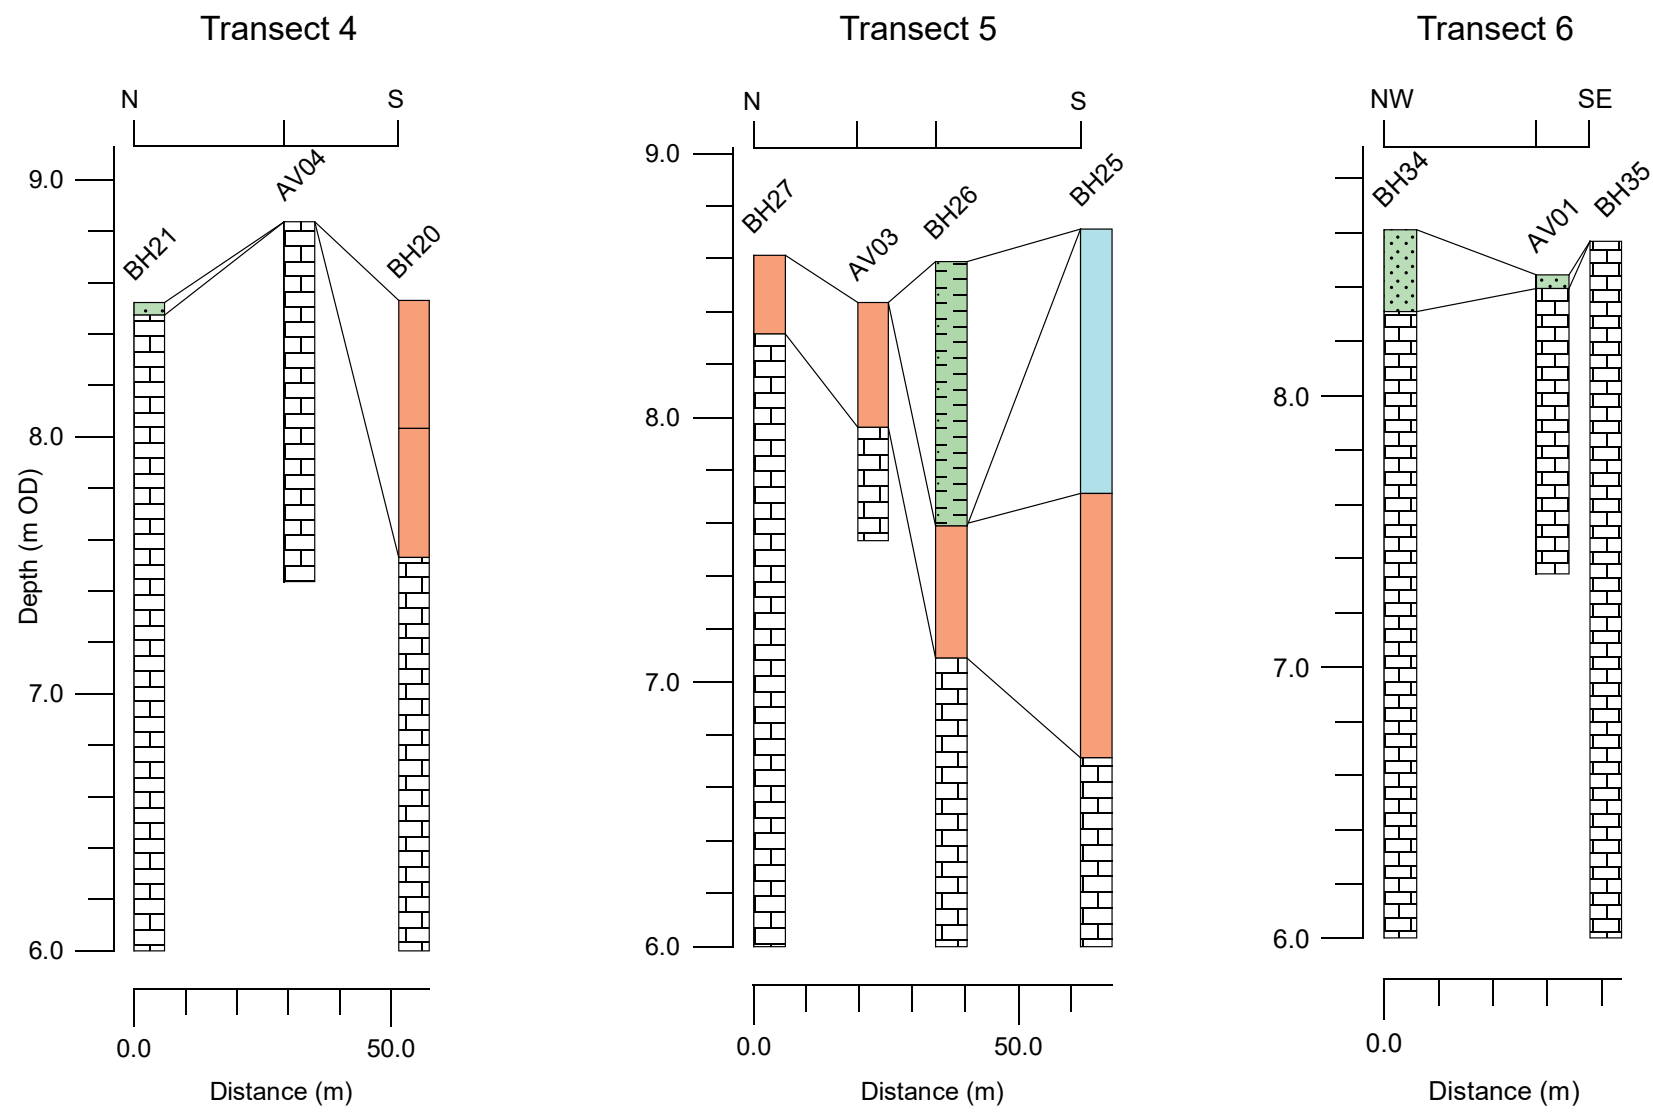 Transect 4
Transect 5
Transect 6
N
S
BH21
AV04
BH20
9.0
8.0
7.0
6.0
Depth (m OD)
0.0
50.0
Distance (m)
N
S
BH27
AV03
BH26
BH25
9.0
8.0
7.0
6.0
0.0
50.0
Distance (m)
NW
SE
BH34
AV01
BH35
8.0
7.0
6.0
0.0
Distance (m)